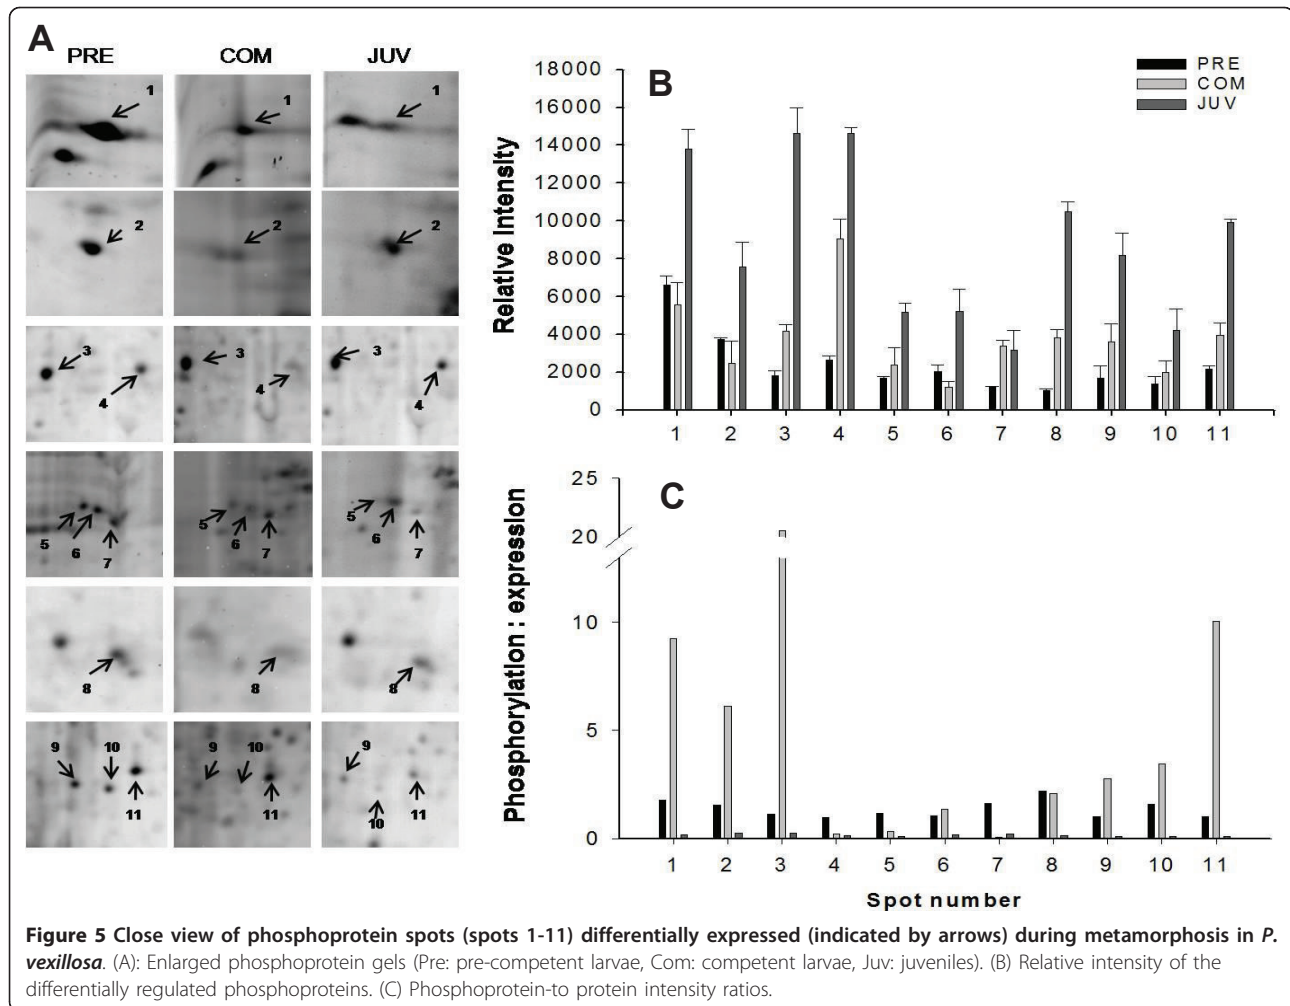 A
PRE COM JUV
1 1 1
2 2 2
3 4 3 4 3 4
5 6 7 5 6 7 5 6 7
8 8 8
9 10 11 9 10 11 9 10 11
B
PRE
COM
JUV
Relative Intensity
18000
16000
14000
12000
10000
8000
6000
4000
2000
0
1 2 3 4 5 6 7 8 9 10 11
C
Phosphorylation : expression
25
20
10
5
0
1 2 3 4 5 6 7 8 9 10 11
Spot number
Figure 5 Close view of phosphoprotein spots (spots 1-11) differentially expressed (indicated by arrows) during metamorphosis in P.
vexillosa. (A): Enlarged phosphoprotein gels (Pre: pre-competent larvae, Com: competent larvae, Juv: juveniles). (B) Relative intensity of the
differentially regulated phosphoproteins. (C) Phosphoprotein-to protein intensity ratios.